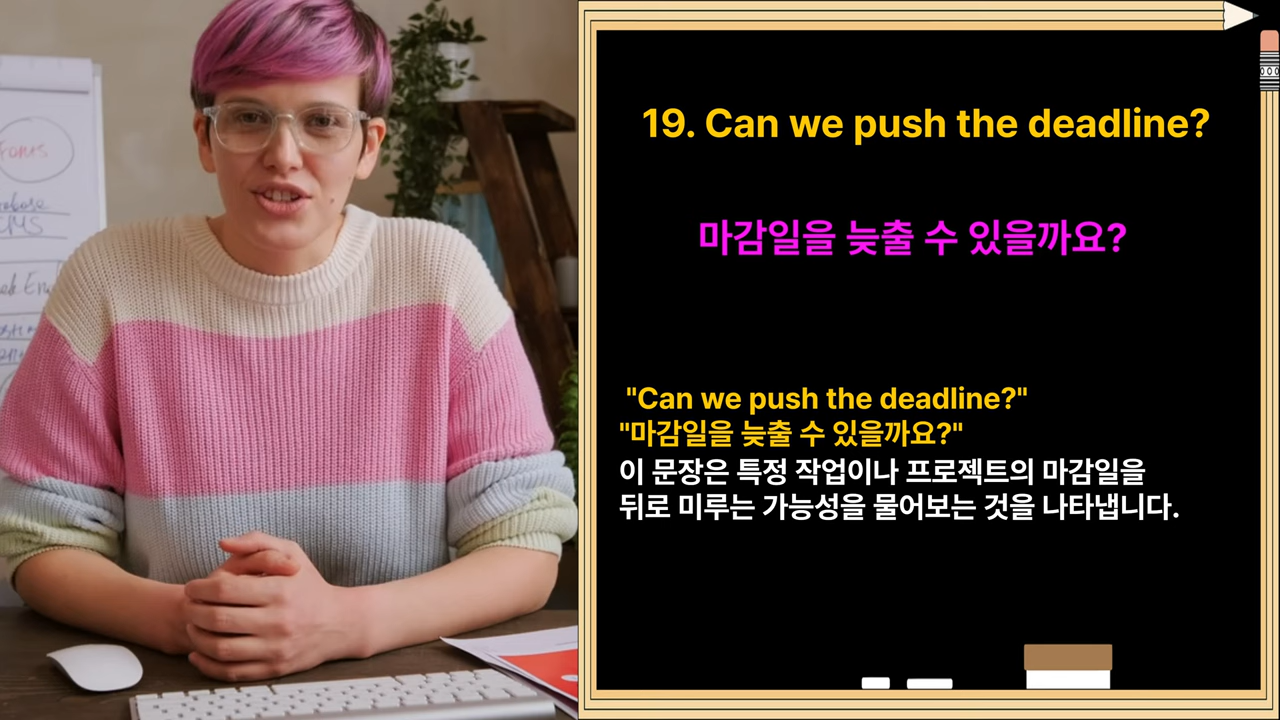 Forms
19. Can we push the deadline?
마감일을 늦출 수 있을까요?
"Can we push the deadline?"
"마감일을 늦출 수 있을까요?"
이 문장은 특정 작업이나 프로젝트의 마감일을
뒤로 미루는 가능성을 물어보는 것을 나타냅니다.